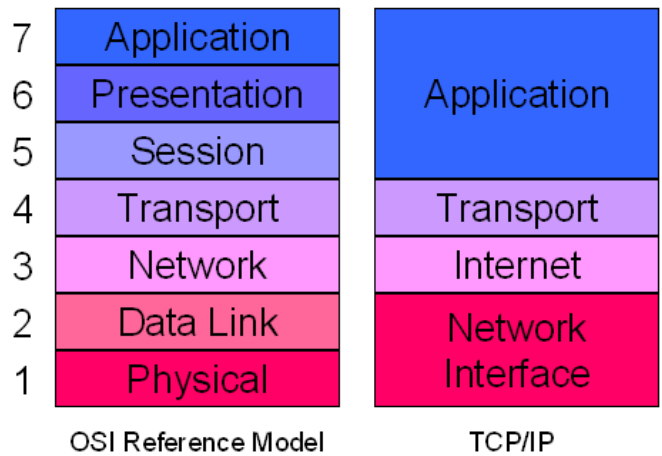 7 Application
6 Presentation
5 Session
4 Transport
3 Network
2 Data Link
1 Physical
OSI Reference Model
Application
Transport
Internet
Network
Interface
TCP/IP